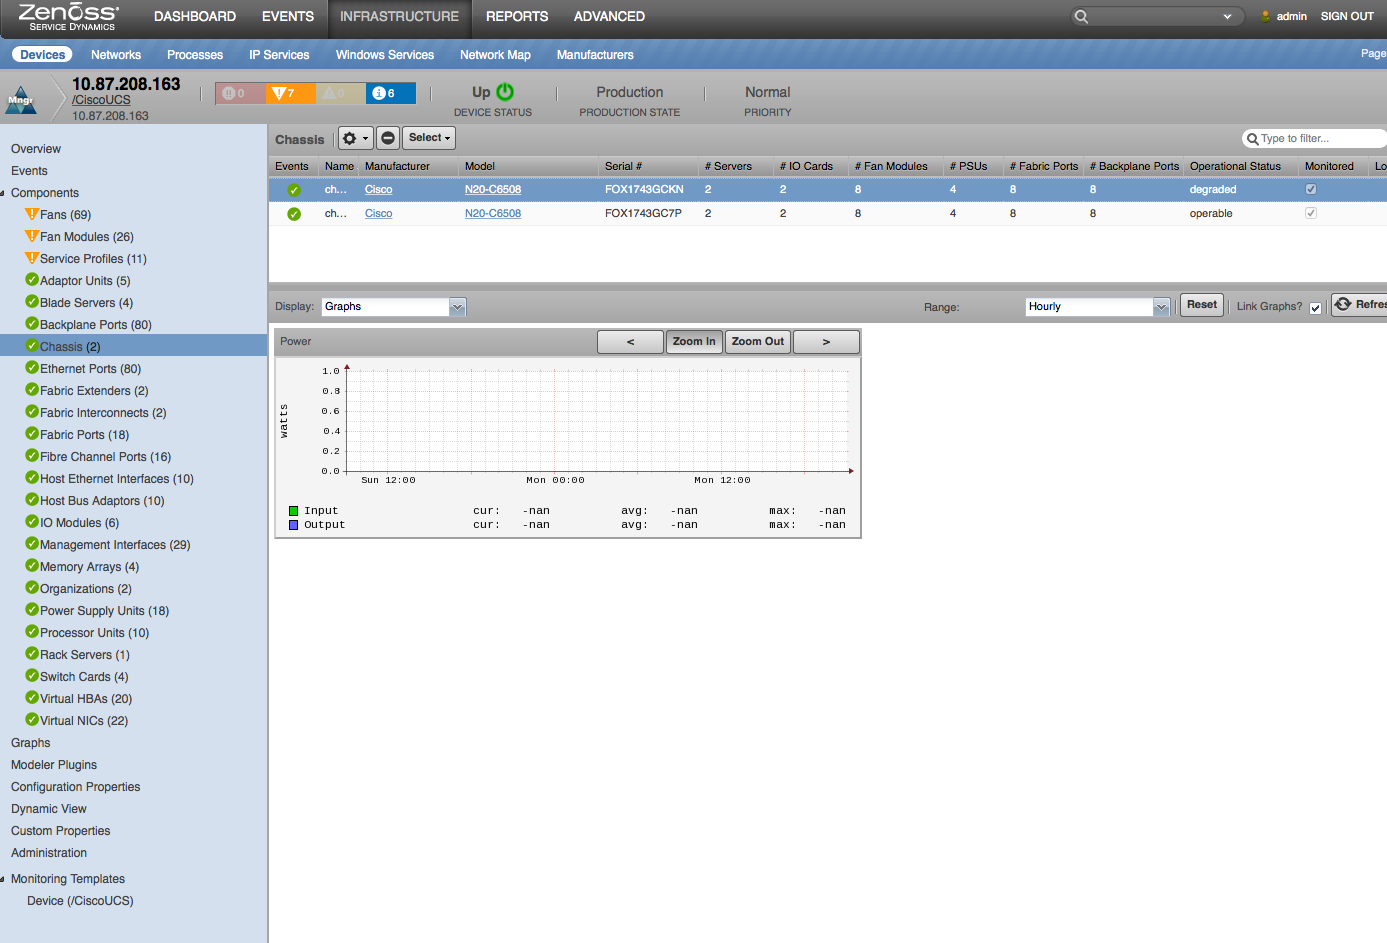 Zenoss
SERVICE DYNAMICS
DASHBOARD EVENTS INFRASTRUCTURE REPORTS ADVANCED
admin SIGN OUT
Devices Networks Processes IP Services Windows Services Network Map Manufacturers
Page
Mngr
10.87.208.163
/CiscoUCS
10.87.208.163
0 7 0 6
Up
DEVICE STATUS
Production
PRODUCTION STATE
Normal
PRIORITY
Overview
Events
Components
Fans (69)
Fan Modules (26)
Service Profiles (11)
Adaptor Units (5)
Blade Servers (4)
Backplane Ports (80)
Chassis (2)
Ethernet Ports (80)
Fabric Extenders (2)
Fabric Interconnects (2)
Fabric Ports (18)
Fibre Channel Ports (16)
Host Ethernet Interfaces (10)
Host Bus Adaptors (10)
IO Modules (6)
Management Interfaces (29)
Memory Arrays (4)
Organizations (2)
Power Supply Units (18)
Processor Units (10)
Rack Servers (1)
Switch Cards (4)
Virtual HBAs (20)
Virtual NICs (22)
Graphs
Modeler Plugins
Configuration Properties
Dynamic View
Custom Properties
Administration
Monitoring Templates
Device (/CiscoUCS)
Chassis Select Type to filter...
Events Name Manufacturer Model Serial # # Servers # IO Cards # Fan Modules # PSUs # Fabric Ports # Backplane Ports Operational Status Monitored Lo
ch... Cisco N20-C6508 FOX1743GCKN 2 2 8 4 8 8 degraded
ch... Cisco N20-C6508 FOX1743GC7P 2 2 8 4 8 8 operable
Display: Graphs Range: Hourly Reset Link Graphs? Refres
Power < Zoom In Zoom Out >
watts
1.0
0.8
0.6
0.4
0.2
0.0
Sun 12:00 Mon 00:00 Mon 12:00
Input cur: -nan avg: -nan max: -nan
Output cur: -nan avg: -nan max: -nan